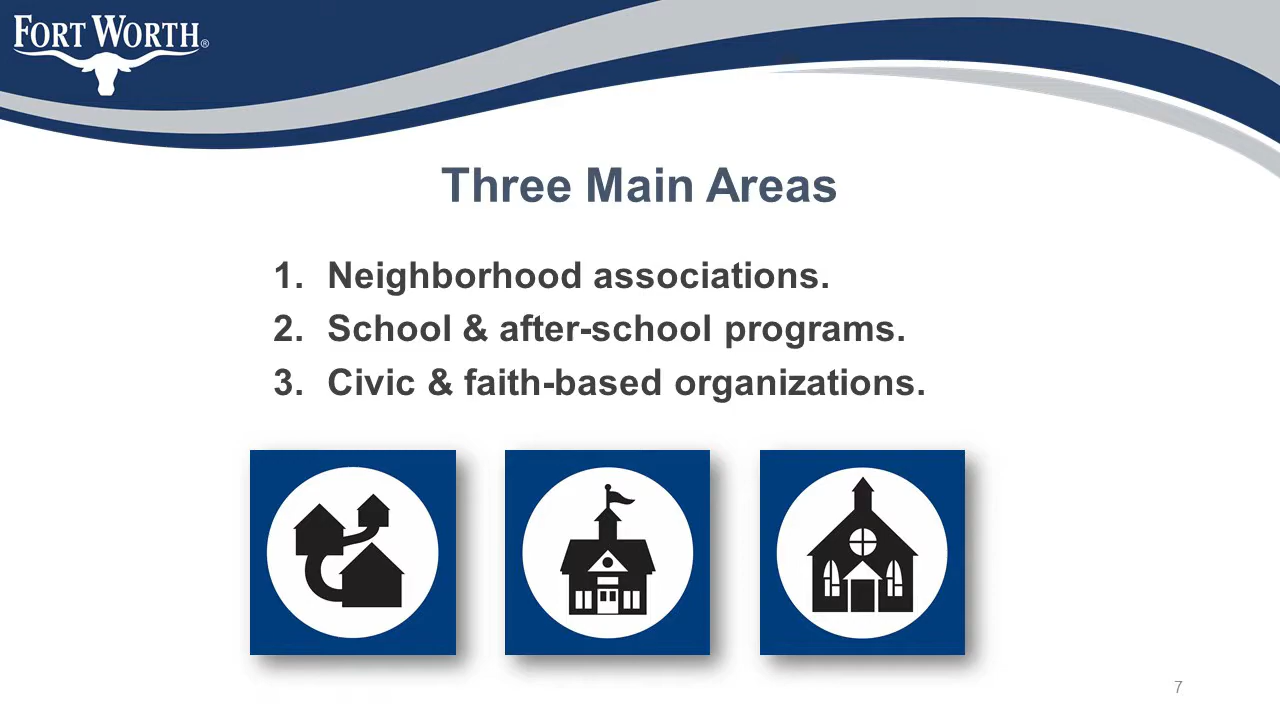 FORT WORTH®
Three Main Areas
1. Neighborhood associations.
2. School & after-school programs.
3. Civic & faith-based organizations.
7